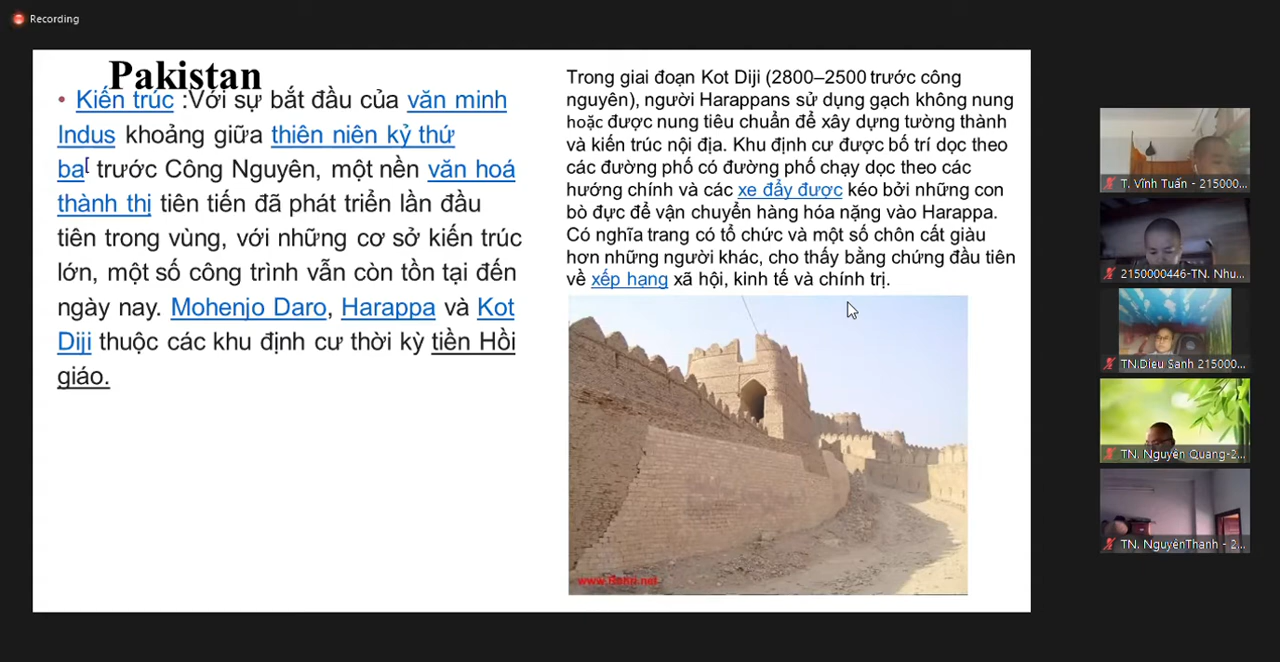 Recording
Pakistan
• Kiến trúc :Với sự bắt đầu của văn minh
Indus khoảng giữa thiên niên kỷ thứ
ba[ trước Công Nguyên, một nền văn hoá
thành thị tiên tiến đã phát triển lần đầu
tiên trong vùng, với những cơ sở kiến trúc
lớn, một số công trình vẫn còn tồn tại đến
ngày nay. Mohenjo Daro, Harappa và Kot
Diji thuộc các khu định cư thời kỳ tiền Hồi
giáo.
Trong giai đoạn Kot Diji (2800–2500 trước công
nguyên), người Harappans sử dụng gạch không nung
hoặc được nung tiêu chuẩn để xây dựng tường thành
và kiến trúc nội địa. Khu định cư được bố trí dọc theo
các đường phố có đường phố chạy dọc theo các
hướng chính và các xe đẩy được kéo bởi những con
bò đực để vận chuyển hàng hóa nặng vào Harappa.
Có nghĩa trang có tổ chức và một số chôn cất giàu
hơn những người khác, cho thấy bằng chứng đầu tiên
về xếp hạng xã hội, kinh tế và chính trị.
T. Vĩnh Tuấn - 215000...
2150000446-TN. Nhu...
TN.Dieu Sanh 215000...
TN. Nguyên Quang-2...
TN. NguyênThanh - 2...